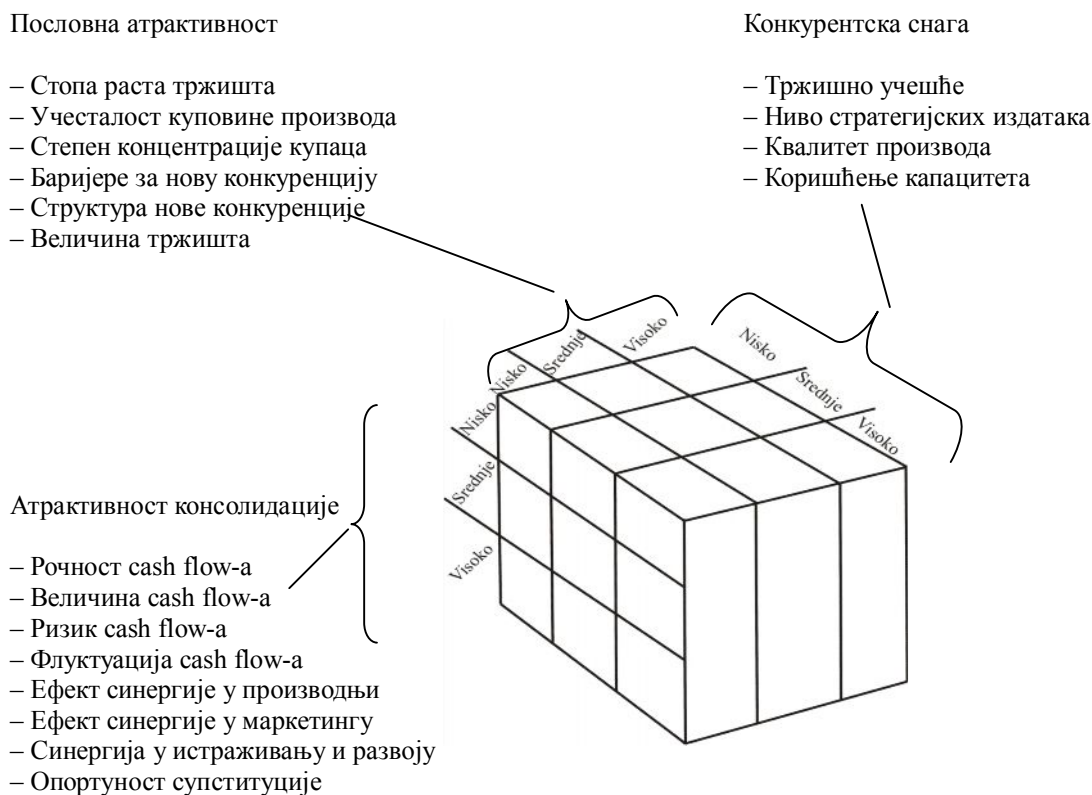 Пословна атрактивност
– Стопа раста тржишта
– Учесталост куповине производа
– Степен концентрације купаца
– Баријере за нову конкуренцију
– Структура нове конкуренције
– Величина тржишта
Конкурентска снага
– Тржишно учешће
– Ниво стратегијских издатака
– Квалитет производа
– Коришћење капацитета
Nisko
Srednje
Visoko
Nisko
Srednje
Visoko
Nisko
Srednje
Visoko
Атрактивност консолидације
– Рочност cash flow-а
– Величина cash flow-а
– Ризик cash flow-а
– Флуктуација cash flow-а
– Ефект синергије у производњи
– Ефект синергије у маркетингу
– Синергија у истраживању и развоју
– Опортуност супституције